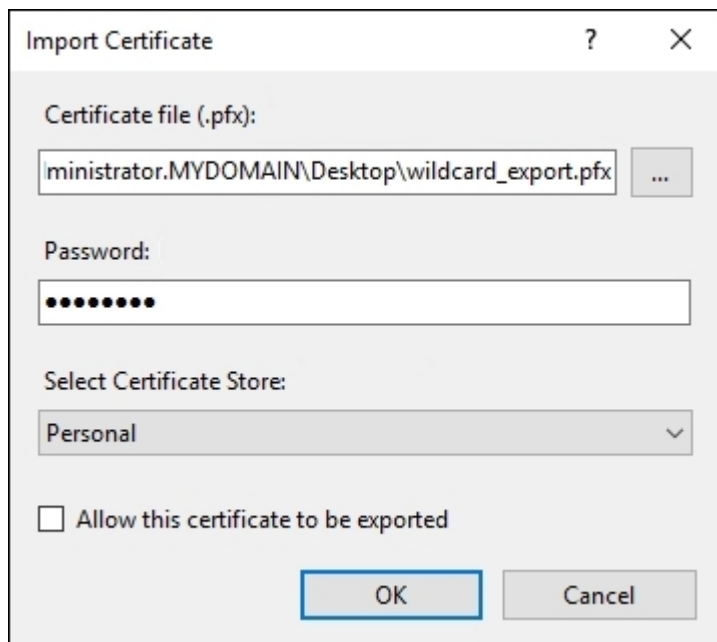 Import Certificate ?
Certificate file (.pfx):
ministrator.MYDOMAIN\Desktop\wildcard_export.pfx ...
Password:
●●●●●●●●
Select Certificate Store:
Personal
Allow this certificate to be exported
OK Cancel